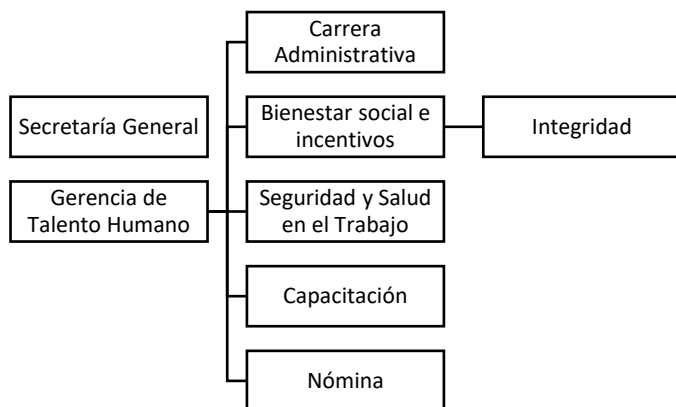 Carrera
Administrativa
Secretaría General
Bienestar social e
incentivos
Integridad
Gerencia de
Talento Humano
Seguridad y Salud
en el Trabajo
Capacitación
Nómina